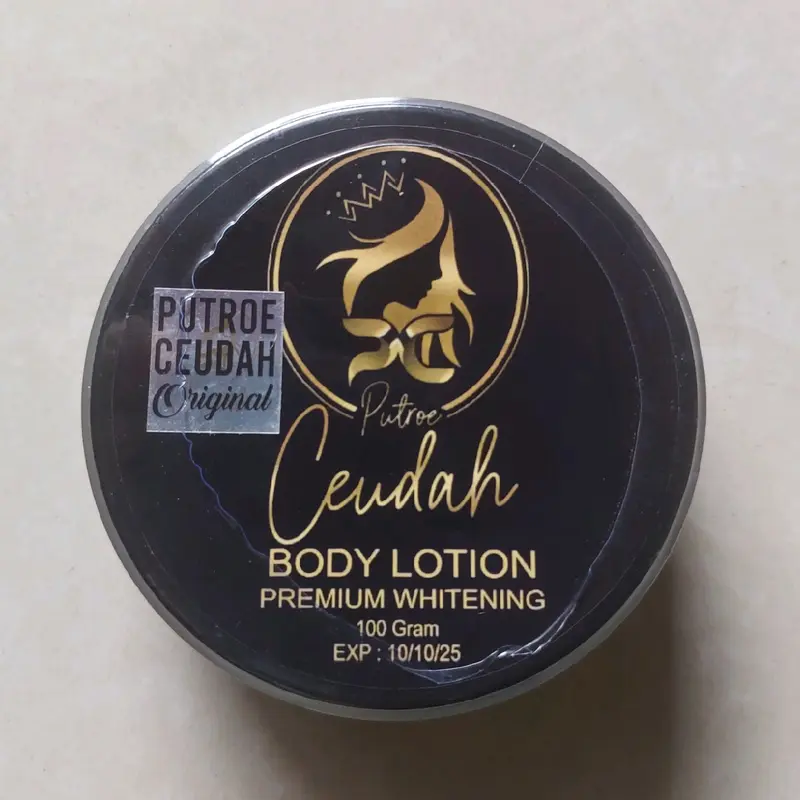 PUTROE
CEUDAH
Original
Putroe
Ceudah
BODY LOTION
PREMIUM WHITENING
100 Gram
EXP : 10/10/25